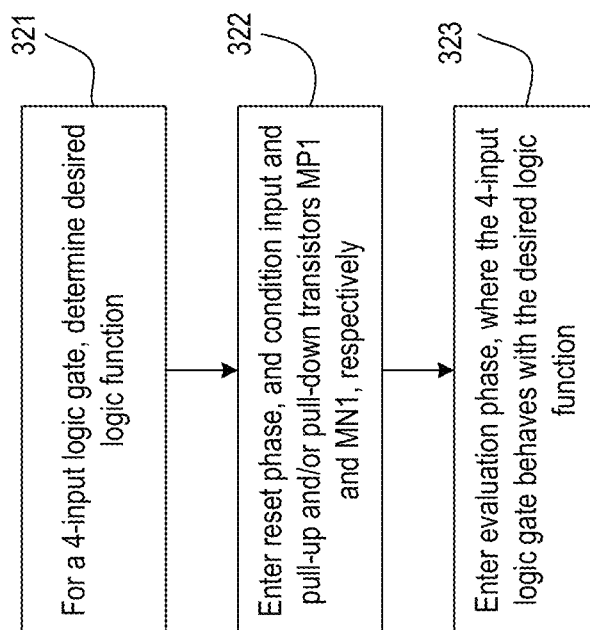 321
For a 4-input logic gate, determine desired
logic function
322
Enter reset phase, and condition input and
pull-up and/or pull-down transistors MP1
and MN1, respectively
323
Enter evaluation phase, where the 4-input
logic gate behaves with the desired logic
function